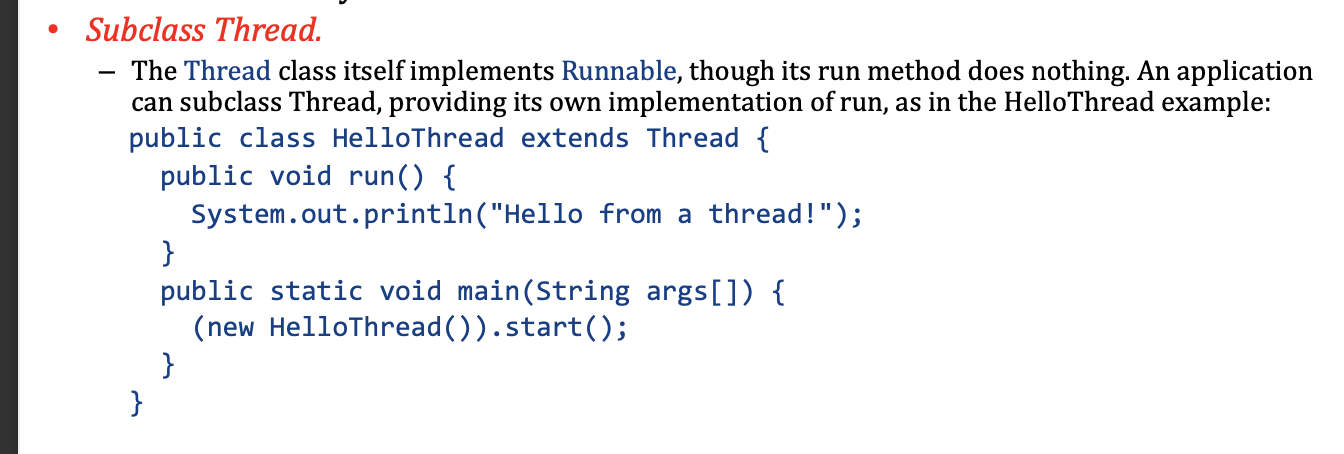 • Subclass Thread.
– The Thread class itself implements Runnable, though its run method does nothing. An application
can subclass Thread, providing its own implementation of run, as in the HelloThread example:
public class HelloThread extends Thread {
public void run() {
System.out.println("Hello from a thread!");
}
public static void main(String args[]) {
(new HelloThread()).start();
}
}